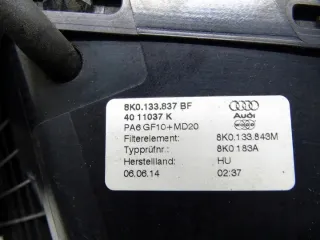 8K0.133.837 BF
40 11037 K
Audi
PA6 GF10+MD20
Filterelement: 8K0.133.843M
Typprüfnr.: 8K0 183A
Herstellland: HU
06.06.14 02:37